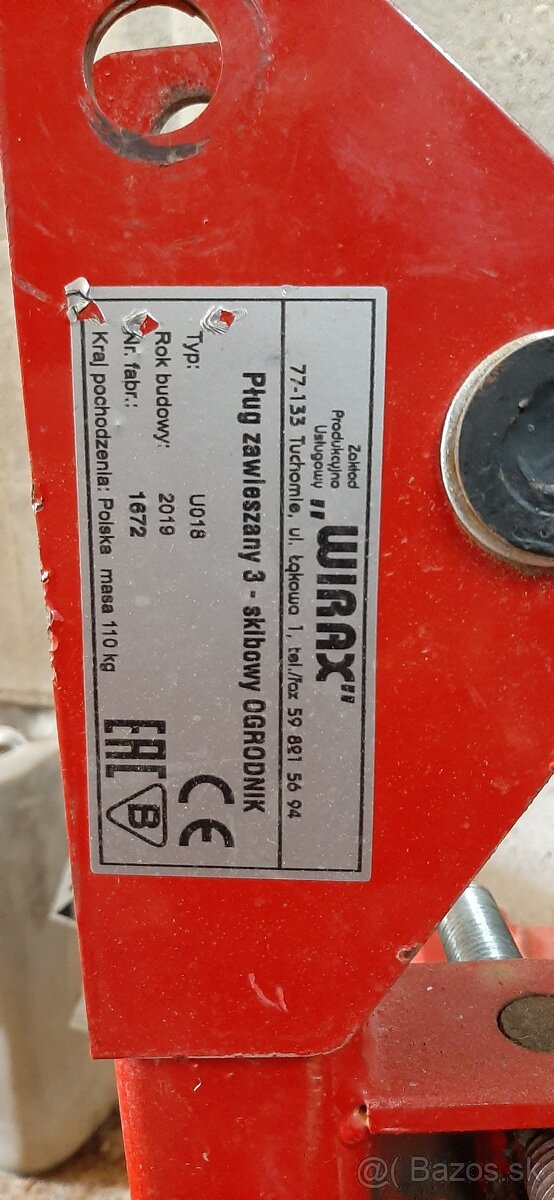 Zakład
Produkcyjno
Usługowy
„WIRAX”
77-133 Tuchomie, ul. Łąkowa 1, tel./fax 59 821 56 94
Pług zawieszany 3 - skibowy OGRODNIK
Typ: U018
Rok budowy: 2019
Nr. fabr.: 1672
Kraj pochodzenia: Polska masa 110 kg
CE
EAC
B
@( Bazos.sk